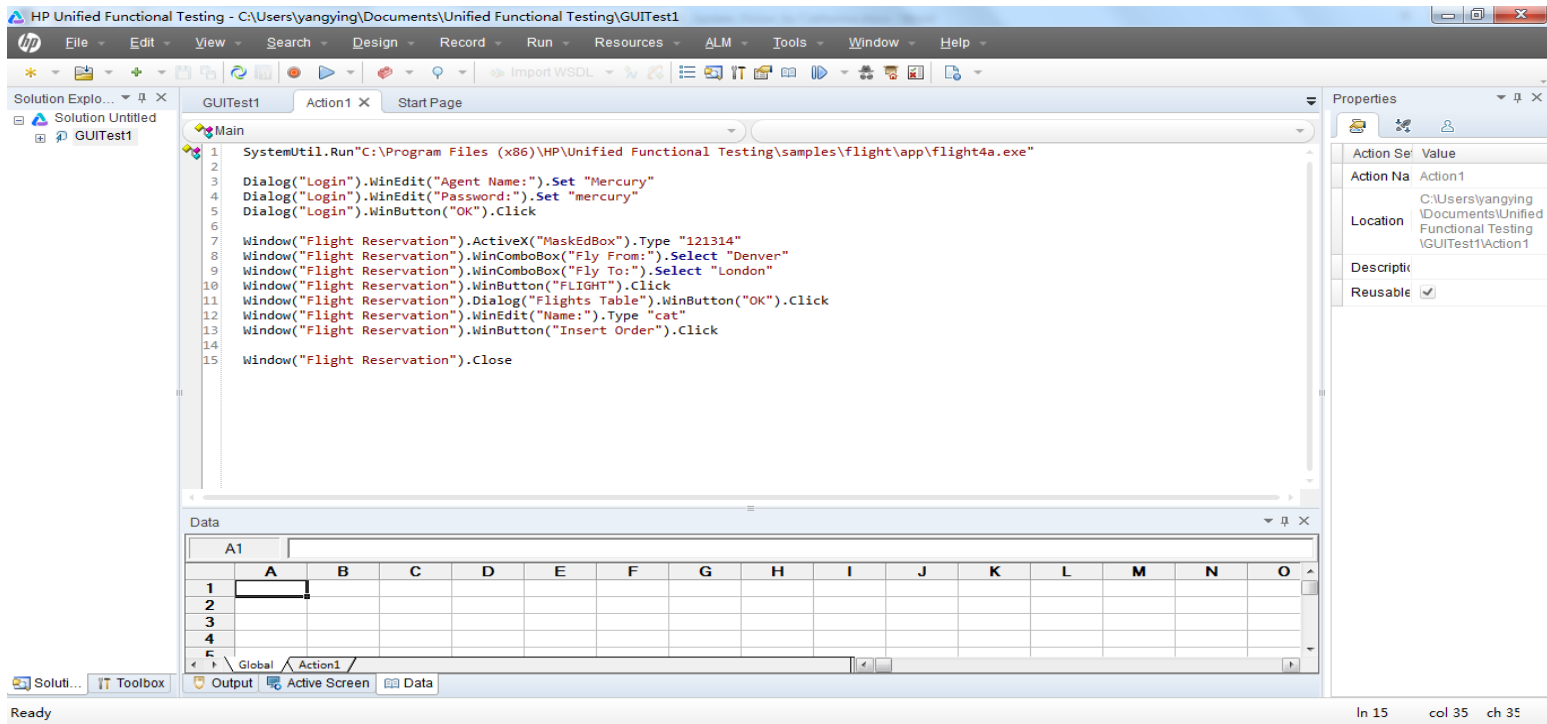 HP Unified Functional Testing - C:\Users\yangying\Documents\Unified Functional Testing\GUITest1
hp File Edit View Search Design Record Run Resources ALM Tools Window Help
Import WSDL
Solution Explo...
Solution Untitled
GUITest1
GUITest1 Action1 Start Page
Main
1 SystemUtil.Run"C:\Program Files (x86)\HP\Unified Functional Testing\samples\flight\app\flight4a.exe"
2
3 Dialog("Login").WinEdit("Agent Name:").Set "Mercury"
4 Dialog("Login").WinEdit("Password:").Set "mercury"
5 Dialog("Login").WinButton("OK").Click
6
7 Window("Flight Reservation").ActiveX("MaskEdBox").Type "121314"
8 Window("Flight Reservation").WinComboBox("Fly From:").Select "Denver"
9 Window("Flight Reservation").WinComboBox("Fly To:").Select "London"
10 Window("Flight Reservation").WinButton("FLIGHT").Click
11 Window("Flight Reservation").Dialog("Flights Table").WinButton("OK").Click
12 Window("Flight Reservation").WinEdit("Name:").Type "cat"
13 Window("Flight Reservation").WinButton("Insert Order").Click
14
15 Window("Flight Reservation").Close
Properties
Action Set Value
Action Na Action1
Location C:\Users\yangying
\Documents\Unified
Functional Testing
\GUITest1\Action1
Descriptic
Reusable
Data
A1
A B C D E F G H I J K L M N O
1
2
3
4
5
Global Action1
Soluti... Toolbox Output Active Screen Data
Ready ln 15 col 35 ch 35